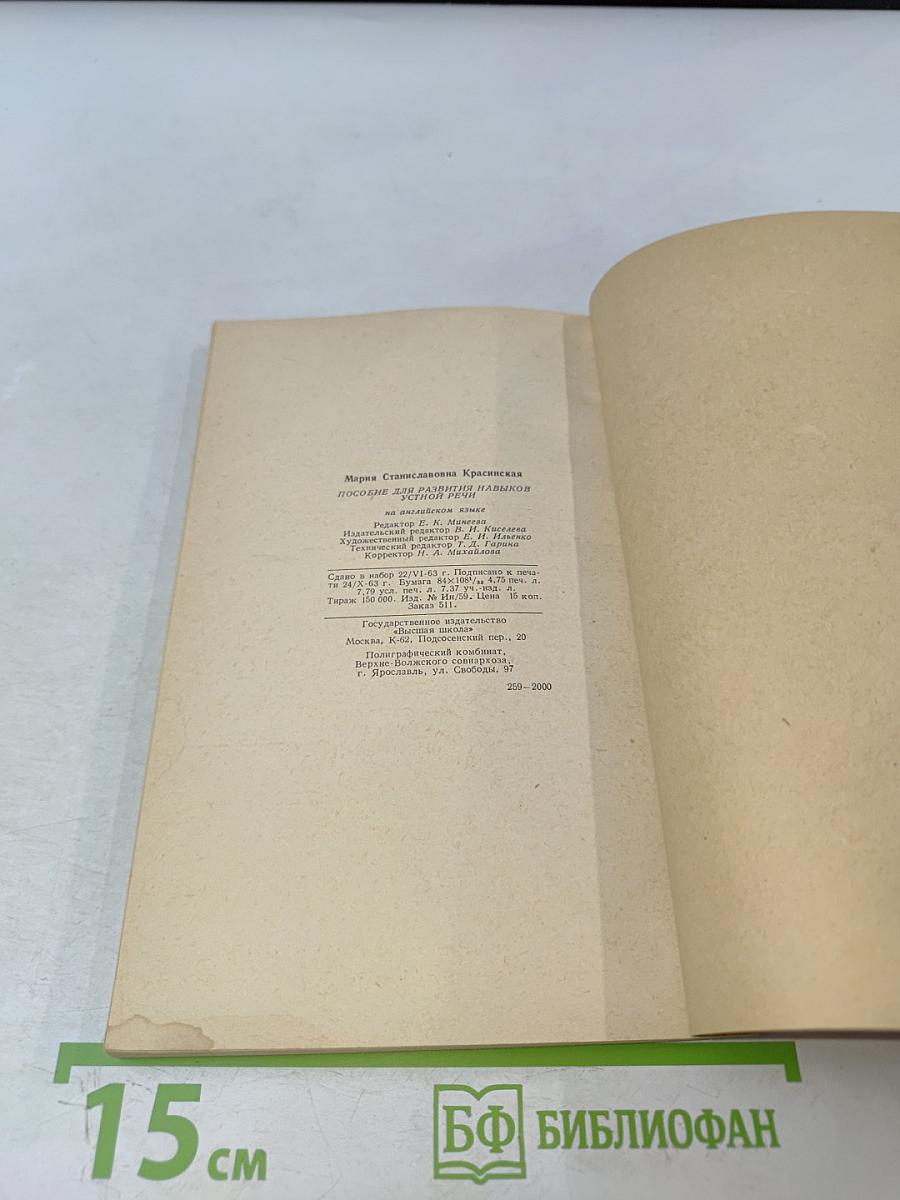 Мария Станиславовна Красинская
ПОСОБИЕ ДЛЯ РАЗВИТИЯ НАВЫКОВ
УСТНОЙ РЕЧИ
на английском языке
Редактор Е. К. Минеева
Издательский редактор В. И. Киселева
Художественный редактор Е. И. Ильенко
Технический редактор Т. Д. Гарина
Корректор Н. А. Михайлова
Сдано в набор 22/VI-63 г. Подписано к печа-
ти 24/X-63 г. Бумага 84×108¹/₃₂ 4,75 печ. л.
7,79 усл. печ. л. 7,37 уч.-изд. л.
Тираж 150 000. Изд. № Ин/59. Цена 15 коп.
Заказ 511.
Государственное издательство
«Высшая школа»
Москва, К-62, Подсосенский пер., 20
Полиграфический комбинат,
Верхне-Волжского совнархоза,
г. Ярославль, ул. Свободы, 97
259—2000
15 см
БФ БИБЛИОФАН